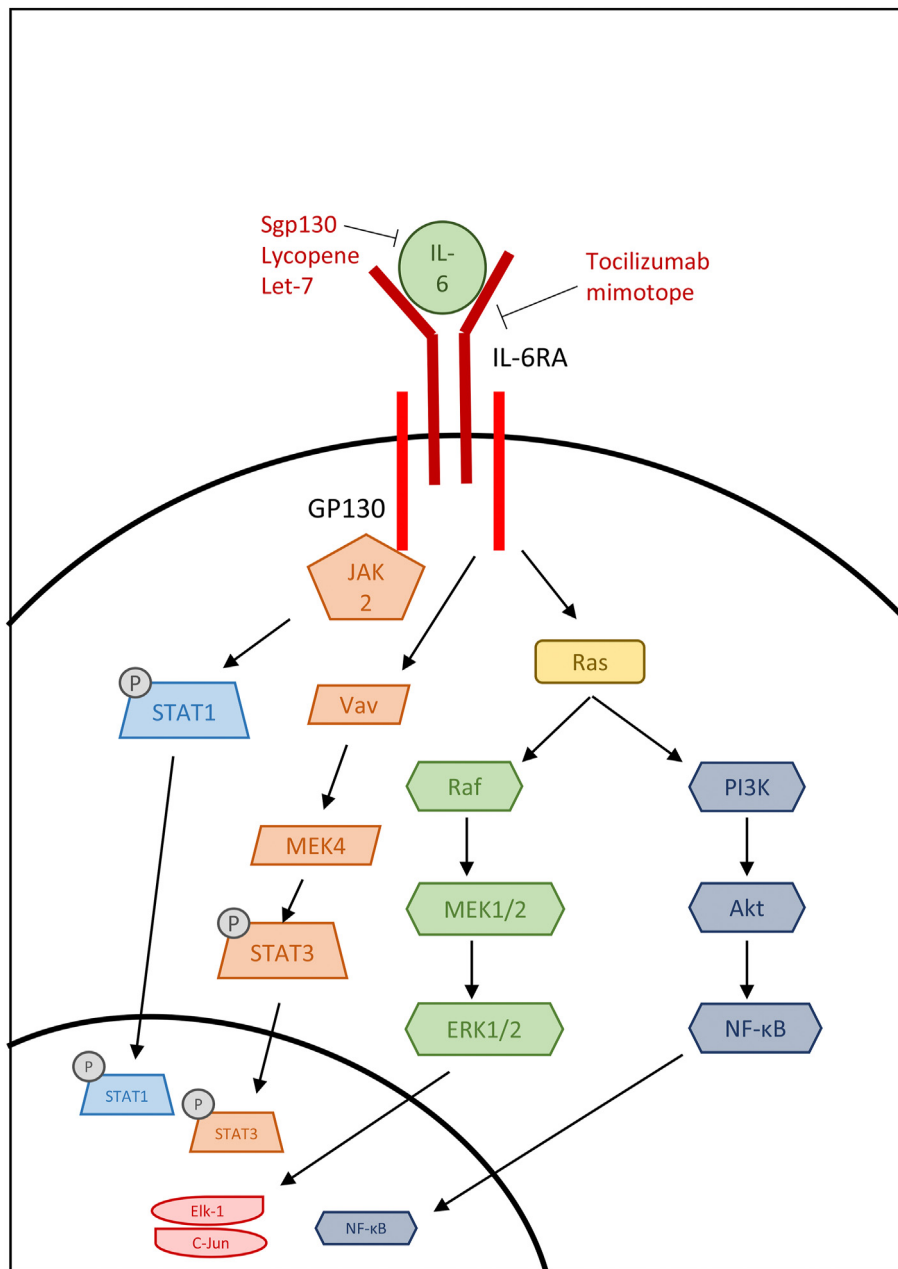 Sgp130
Lycopene
Let-7
IL-
6
Tocilizumab
mimotope
IL-6RA
GP130
JAK
2
Ras
P
STAT1
Vav
Raf
PI3K
MEK4
MEK1/2
Akt
P
STAT3
ERK1/2
NF-κB
P
STAT1
P
STAT3
Elk-1
C-Jun
NF-κB